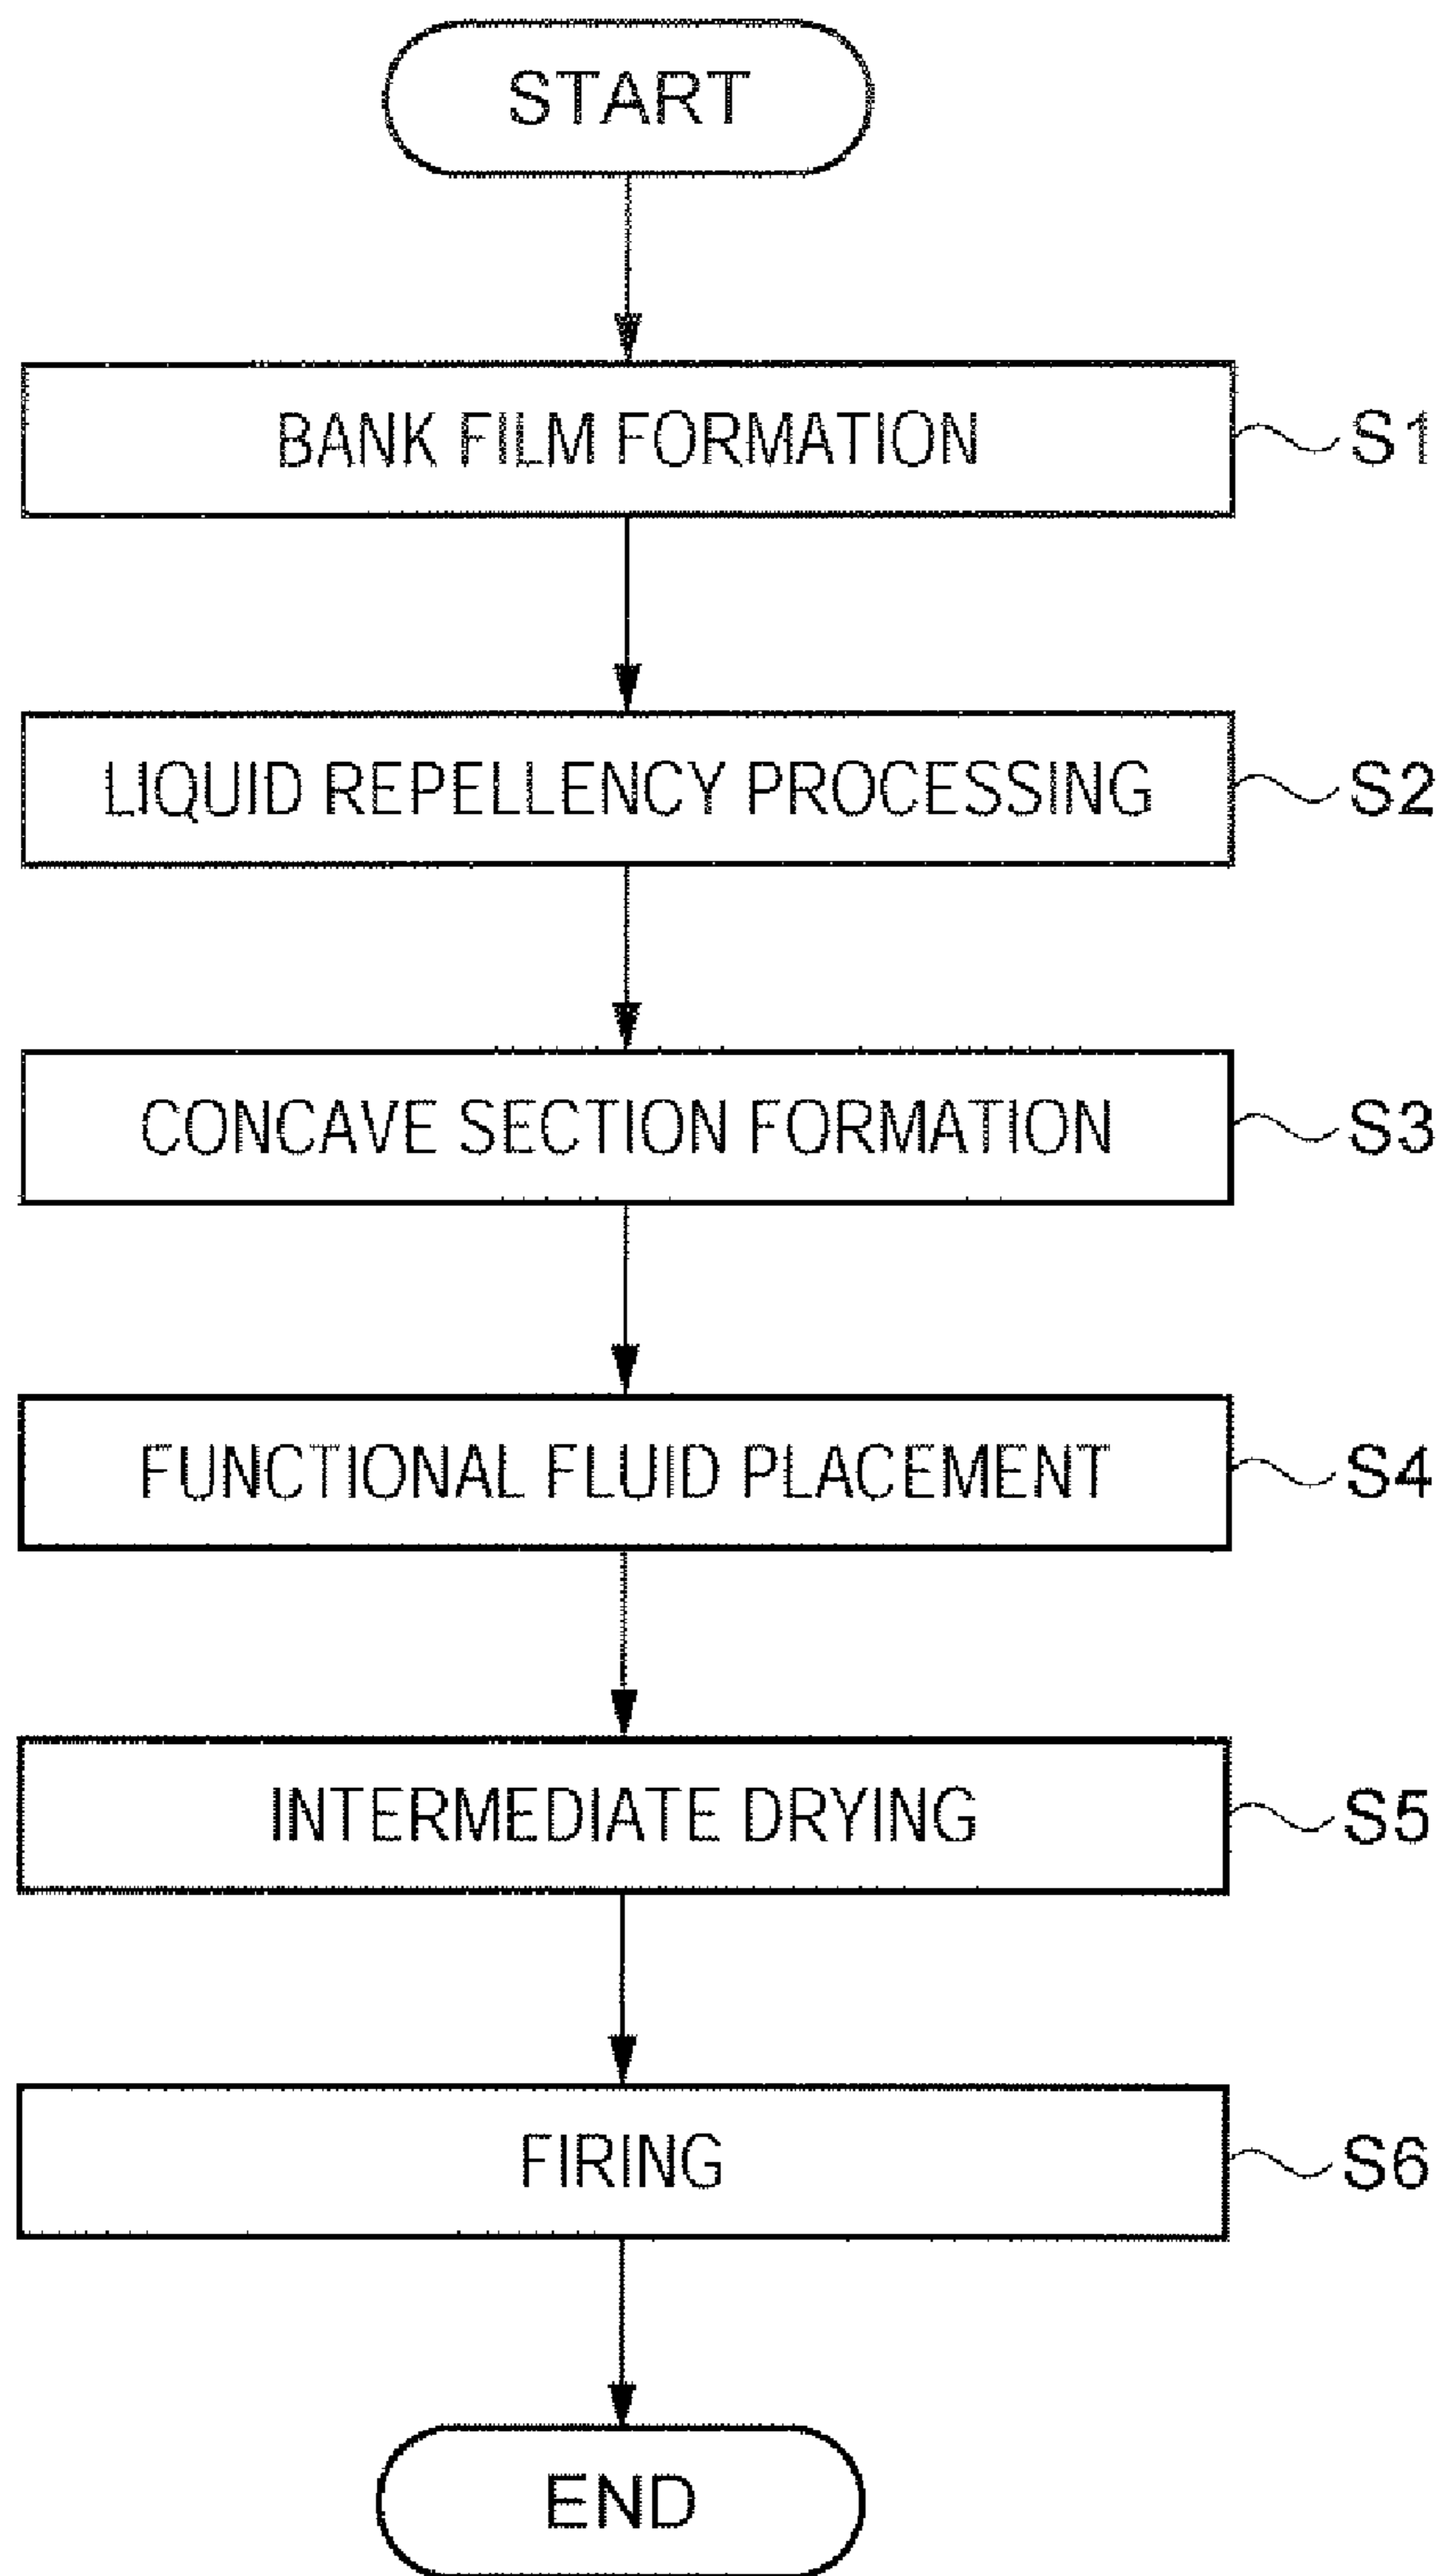 START
BANK FILM FORMATION
S1
LIQUID REPELLENCY PROCESSING
S2
CONCAVE SECTION FORMATION
S3
FUNCTIONAL FLUID PLACEMENT
S4
INTERMEDIATE DRYING
S5
FIRING
S6
END